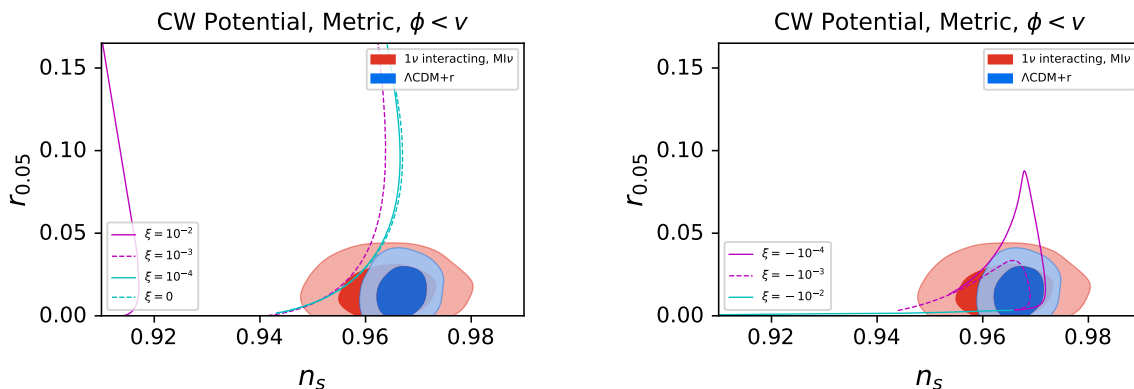 CW Potential, Metric, ϕ < v
0.15
0.10
0.05
0.00
r0.05
1ν interacting, MIν
ΛCDM+r
ξ = 10⁻²
ξ = 10⁻³
ξ = 10⁻⁴
ξ = 0
0.92
0.94
0.96
0.98
nₛ
CW Potential, Metric, ϕ < v
0.15
0.10
0.05
0.00
r0.05
1ν interacting, MIν
ΛCDM+r
ξ = −10⁻⁴
ξ = −10⁻³
ξ = −10⁻²
0.92
0.94
0.96
0.98
nₛ